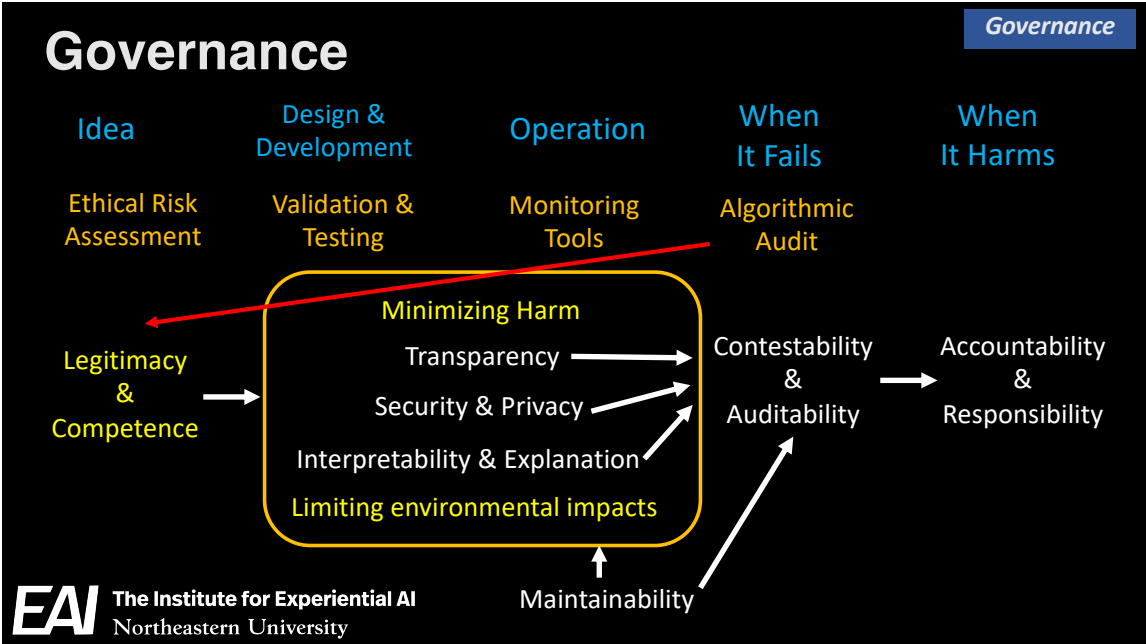 Governance
Governance
Idea
Design &
Development
Operation
When
It Fails
When
It Harms
Ethical Risk
Assessment
Validation &
Testing
Monitoring
Tools
Algorithmic
Audit
Minimizing Harm
Transparency
Security & Privacy
Interpretability & Explanation
Limiting environmental impacts
Legitimacy
&
Competence
Contestability
&
Auditability
Accountability
&
Responsibility
Maintainability
EAI
The Institute for Experiential AI
Northeastern University